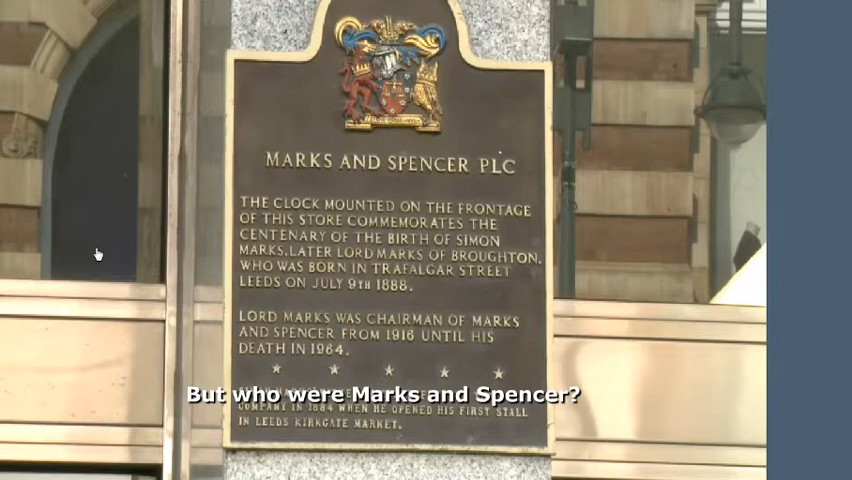 MARKS AND SPENCER PLC
THE CLOCK MOUNTED ON THE FRONTAGE
OF THIS STORE COMMEMORATES THE
CENTENARY OF THE BIRTH OF SIMON
MARKS, LATER LORD MARKS OF BROUGHTON,
WHO WAS BORN IN TRAFALGAR STREET
LEEDS ON JULY 9TH 1888.
LORD MARKS WAS CHAIRMAN OF MARKS
AND SPENCER FROM 1916 UNTIL HIS
DEATH IN 1964.
But who were Marks and Spencer?
COMPANY IN 1884 WHEN HE OPENED HIS FIRST STALL
IN LEEDS KIRKGATE MARKET.